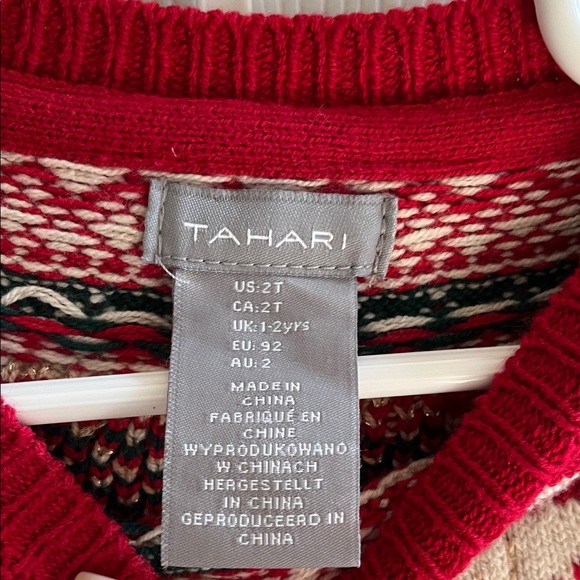 TAHARI
US: 2T
CA: 2T
UK: 1-2yrs
EU: 92
AU: 2
MADE IN
CHINA
FABRIQUÉ EN
CHINE
WYPRODUKOWANO
W CHINACH
HERGESTELLT
IN CHINA
GEPRODUCEERD IN
CHINA